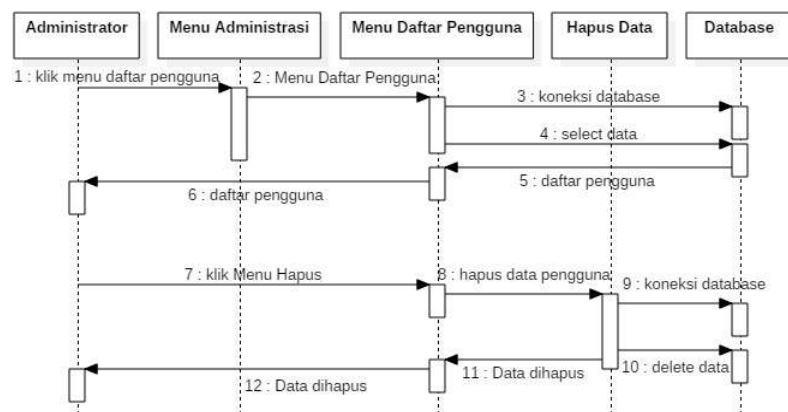 Administrator
Menu Administrasi
Menu Daftar Pengguna
Hapus Data
Database
1 : klik menu daftar pengguna
2 : Menu Daftar Pengguna
3 : koneksi database
4 : select data
5 : daftar pengguna
6 : daftar pengguna
7 : klik Menu Hapus
8 : hapus data pengguna
9 : koneksi database
10 : delete data
11 : Data dihapus
12 : Data dihapus